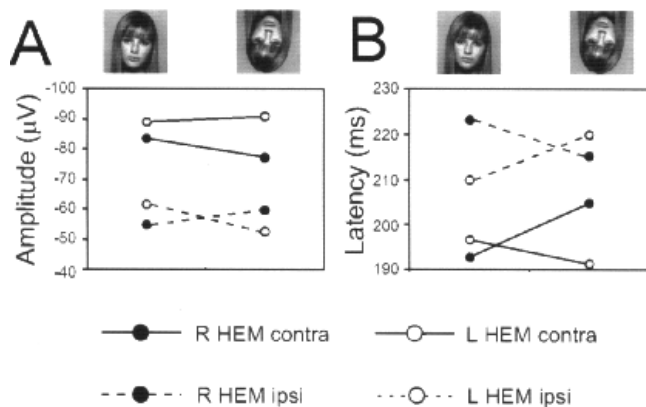 A
B
Amplitude (µV)
-100
-90
-80
-70
-60
-50
-40
Latency (ms)
230
220
210
200
190
R HEM contra
L HEM contra
R HEM ipsi
L HEM ipsi